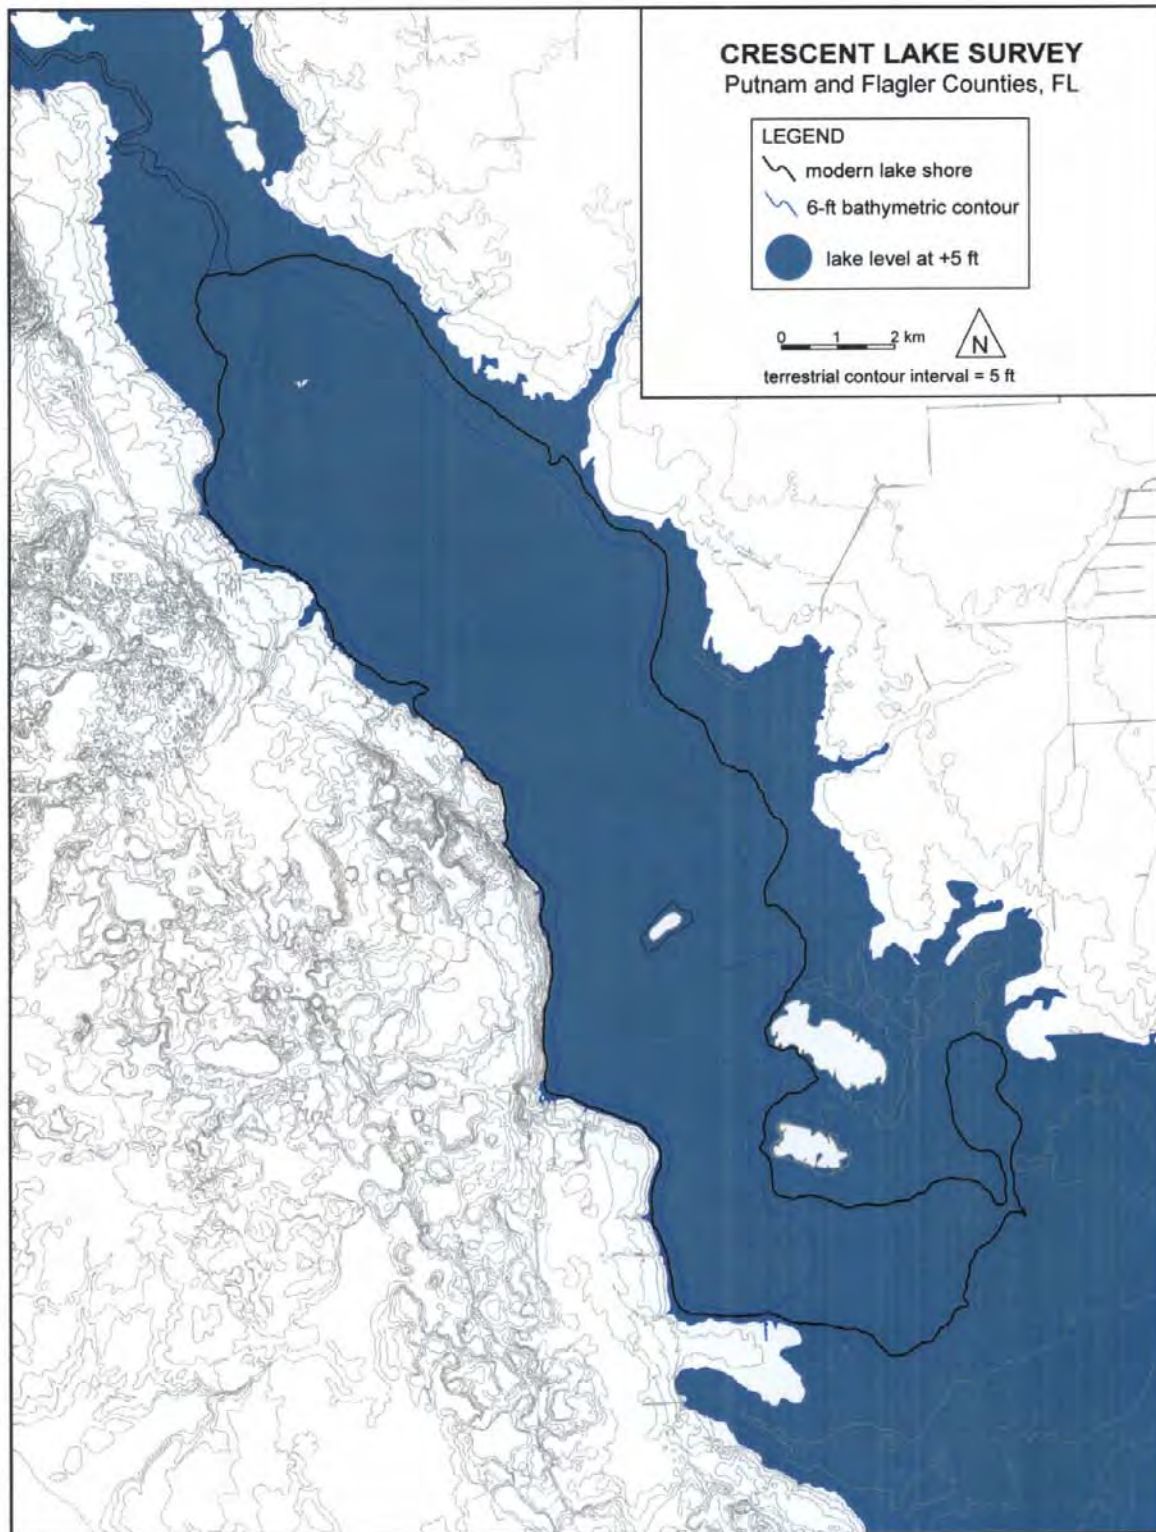 CRESCENT LAKE SURVEY
Putnam and Flagler Counties, FL
LEGEND
modern lake shore
6-ft bathymetric contour
lake level at +5 ft
0 1 2 km
N
terrestrial contour interval = 5 ft